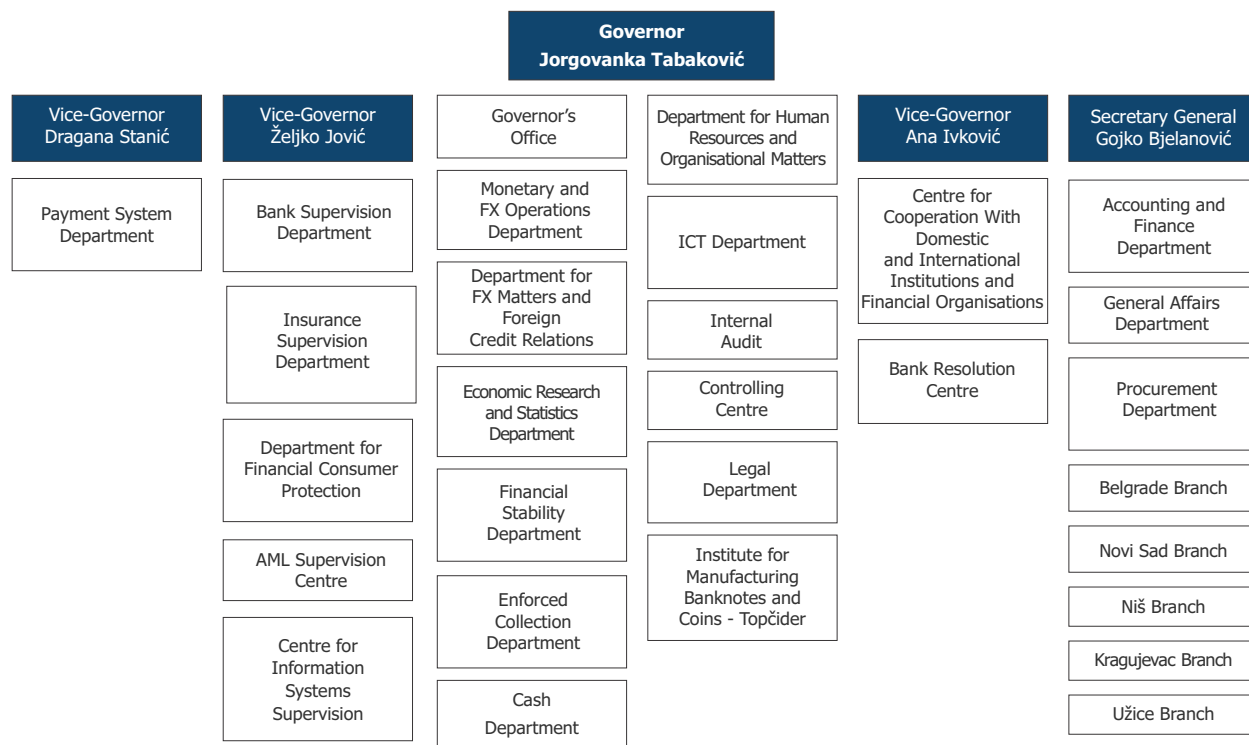 Governor
Jorgovanka Tabaković
Vice-Governor
Dragana Stanić
Payment System
Department
Vice-Governor
Željko Jović
Bank Supervision
Department
Insurance
Supervision
Department
Department for
Financial Consumer
Protection
AML Supervision
Centre
Centre for
Information
Systems
Supervision
Governor's
Office
Monetary and
FX Operations
Department
Department for
FX Matters and
Foreign
Credit Relations
Economic Research
and Statistics
Department
Financial
Stability
Department
Enforced
Collection
Department
Cash
Department
Department for Human
Resources and
Organisational Matters
ICT Department
Internal
Audit
Controlling
Centre
Legal
Department
Institute for
Manufacturing
Banknotes and
Coins - Topčider
Vice-Governor
Ana Ivković
Centre for
Cooperation With
Domestic
and International
Institutions and
Financial Organisations
Bank Resolution
Centre
Secretary General
Gojko Bjelanović
Accounting and
Finance
Department
General Affairs
Department
Procurement
Department
Belgrade Branch
Novi Sad Branch
Niš Branch
Kragujevac Branch
Užice Branch